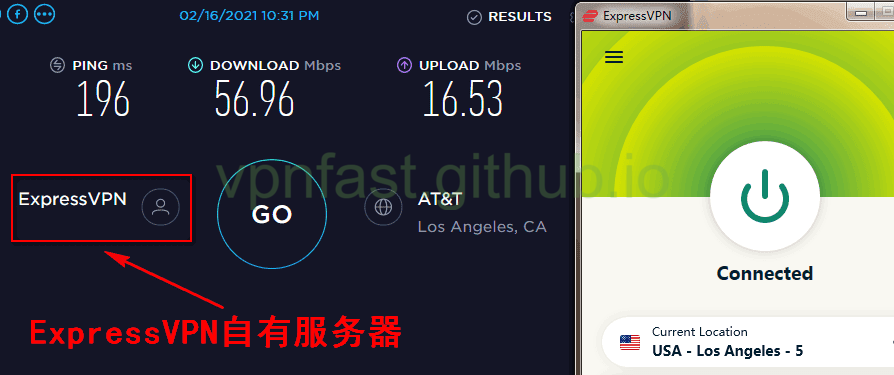 02/16/2021 10:31 PM
RESULTS
ExpressVPN
PING ms
DOWNLOAD Mbps
UPLOAD Mbps
196
56.96
16.53
vpnfast.github.io
ExpressVPN
GO
AT&T
Los Angeles, CA
Connected
ExpressVPN自有服务器
Current Location
USA - Los Angeles - 5